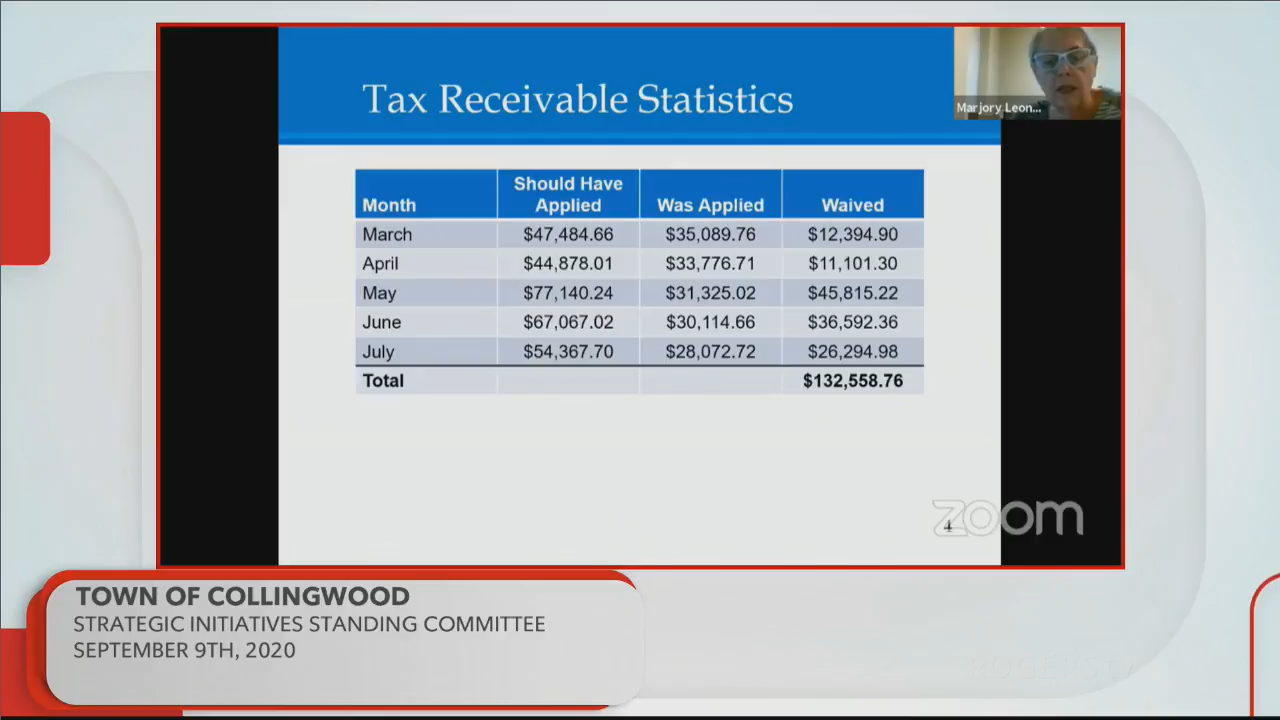 Tax Receivable Statistics
Marjory Leon...
Month Should Have Applied Was Applied Waived
March $47,484.66 $35,089.76 $12,394.90
April $44,878.01 $33,776.71 $11,101.30
May $77,140.24 $31,325.02 $45,815.22
June $67,067.02 $30,114.66 $36,592.36
July $54,367.70 $28,072.72 $26,294.98
Total $132,558.76
zoom
4
TOWN OF COLLINGWOOD
STRATEGIC INITIATIVES STANDING COMMITTEE
SEPTEMBER 9TH, 2020